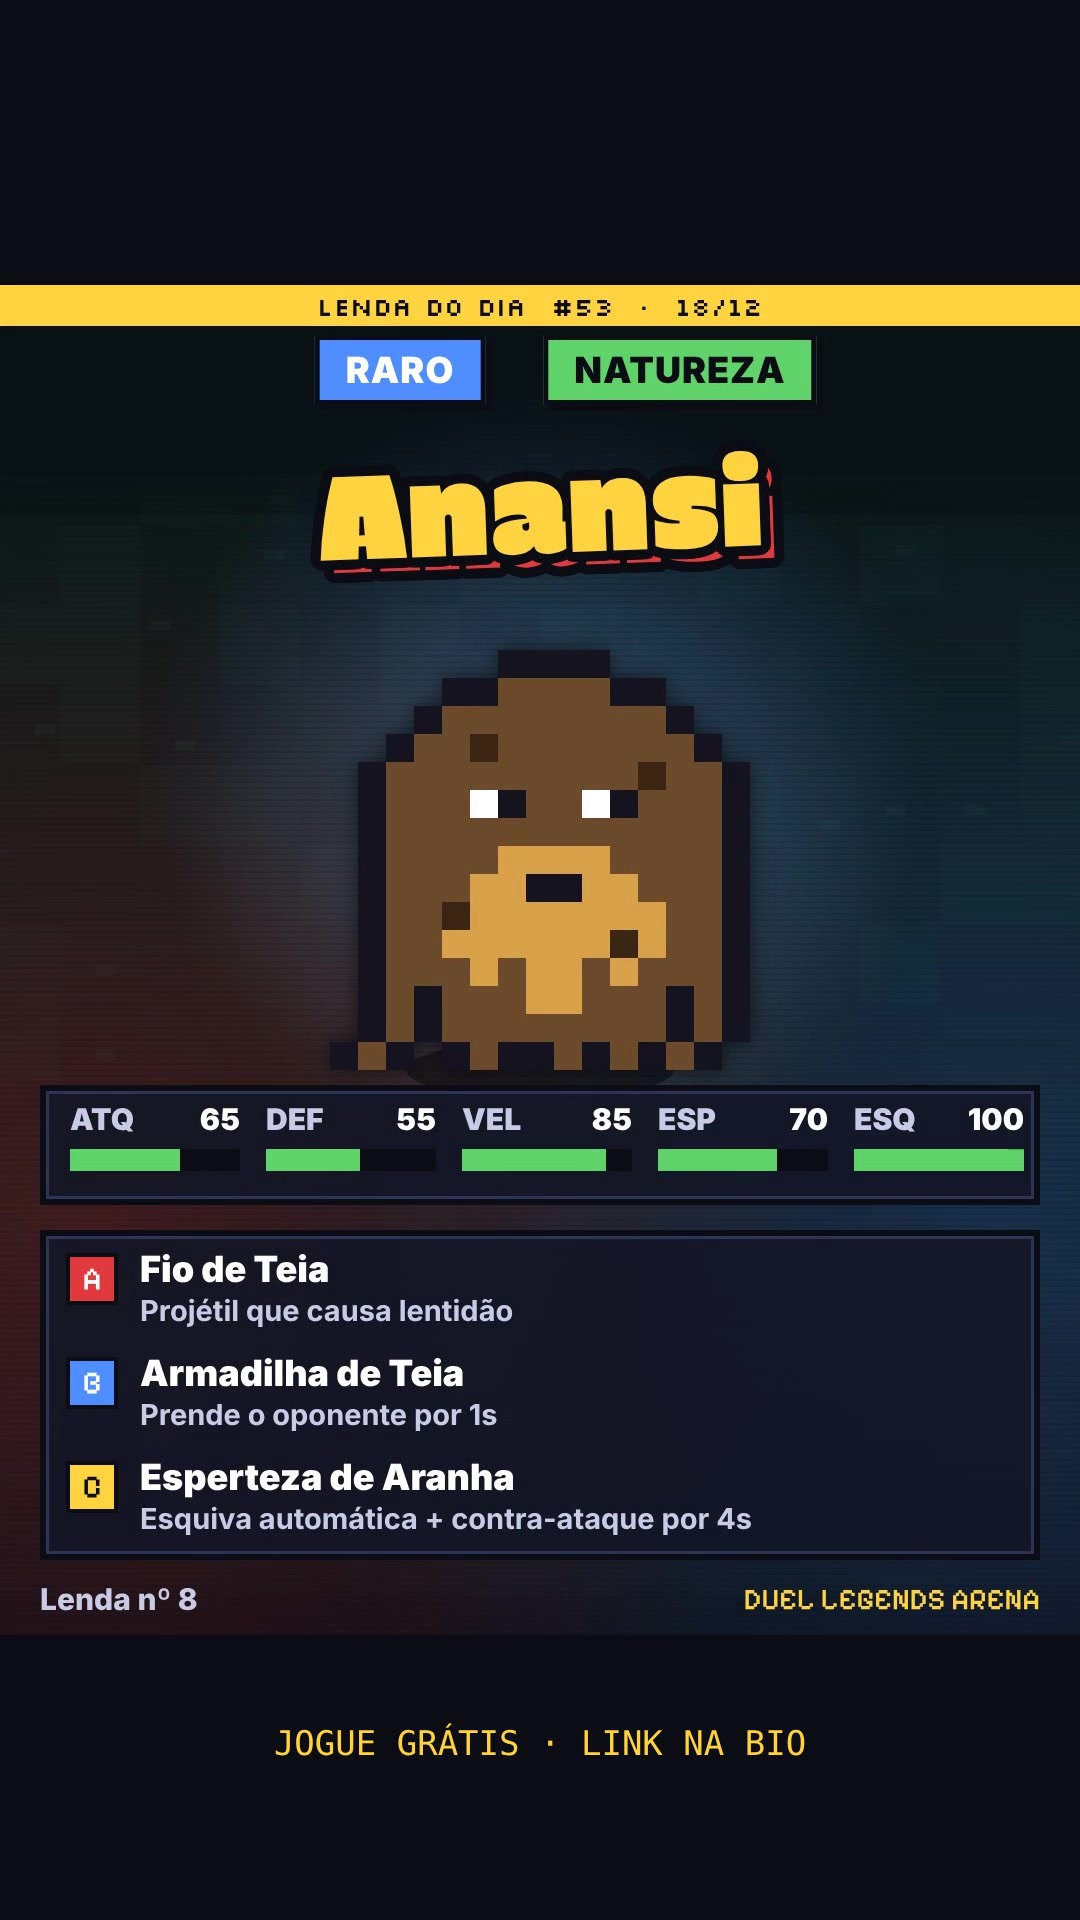 LENDA DO DIA #53 · 18/12
RARO NATUREZA
Anansi
ATQ 65 DEF 55 VEL 85 ESP 70 ESQ 100
A Fio de Teia
Projétil que causa lentidão
B Armadilha de Teia
Prende o oponente por 1s
C Esperteza de Aranha
Esquiva automática + contra-ataque por 4s
Lenda nº 8 DUEL LEGENDS ARENA
JOGUE GRÁTIS · LINK NA BIO